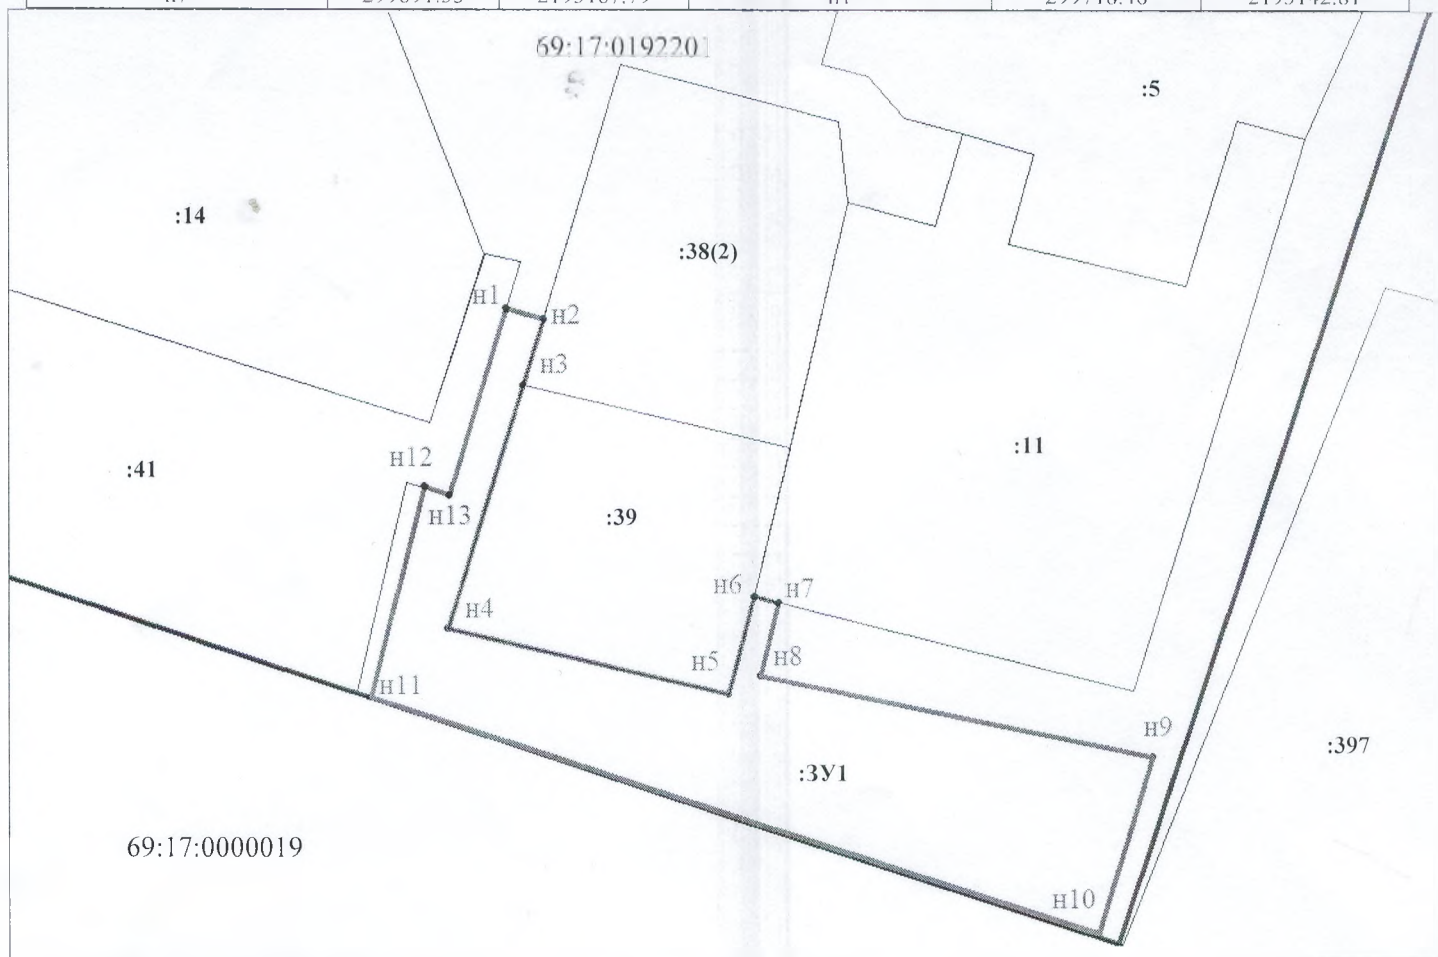 69:17:0192201
:5
:14
:38(2)
н1
н2
н3
:11
н12
:41
н13
:39
н6
н7
н4
н5
н8
н11
н9
:397
:ЗУ1
69:17:0000019
н10